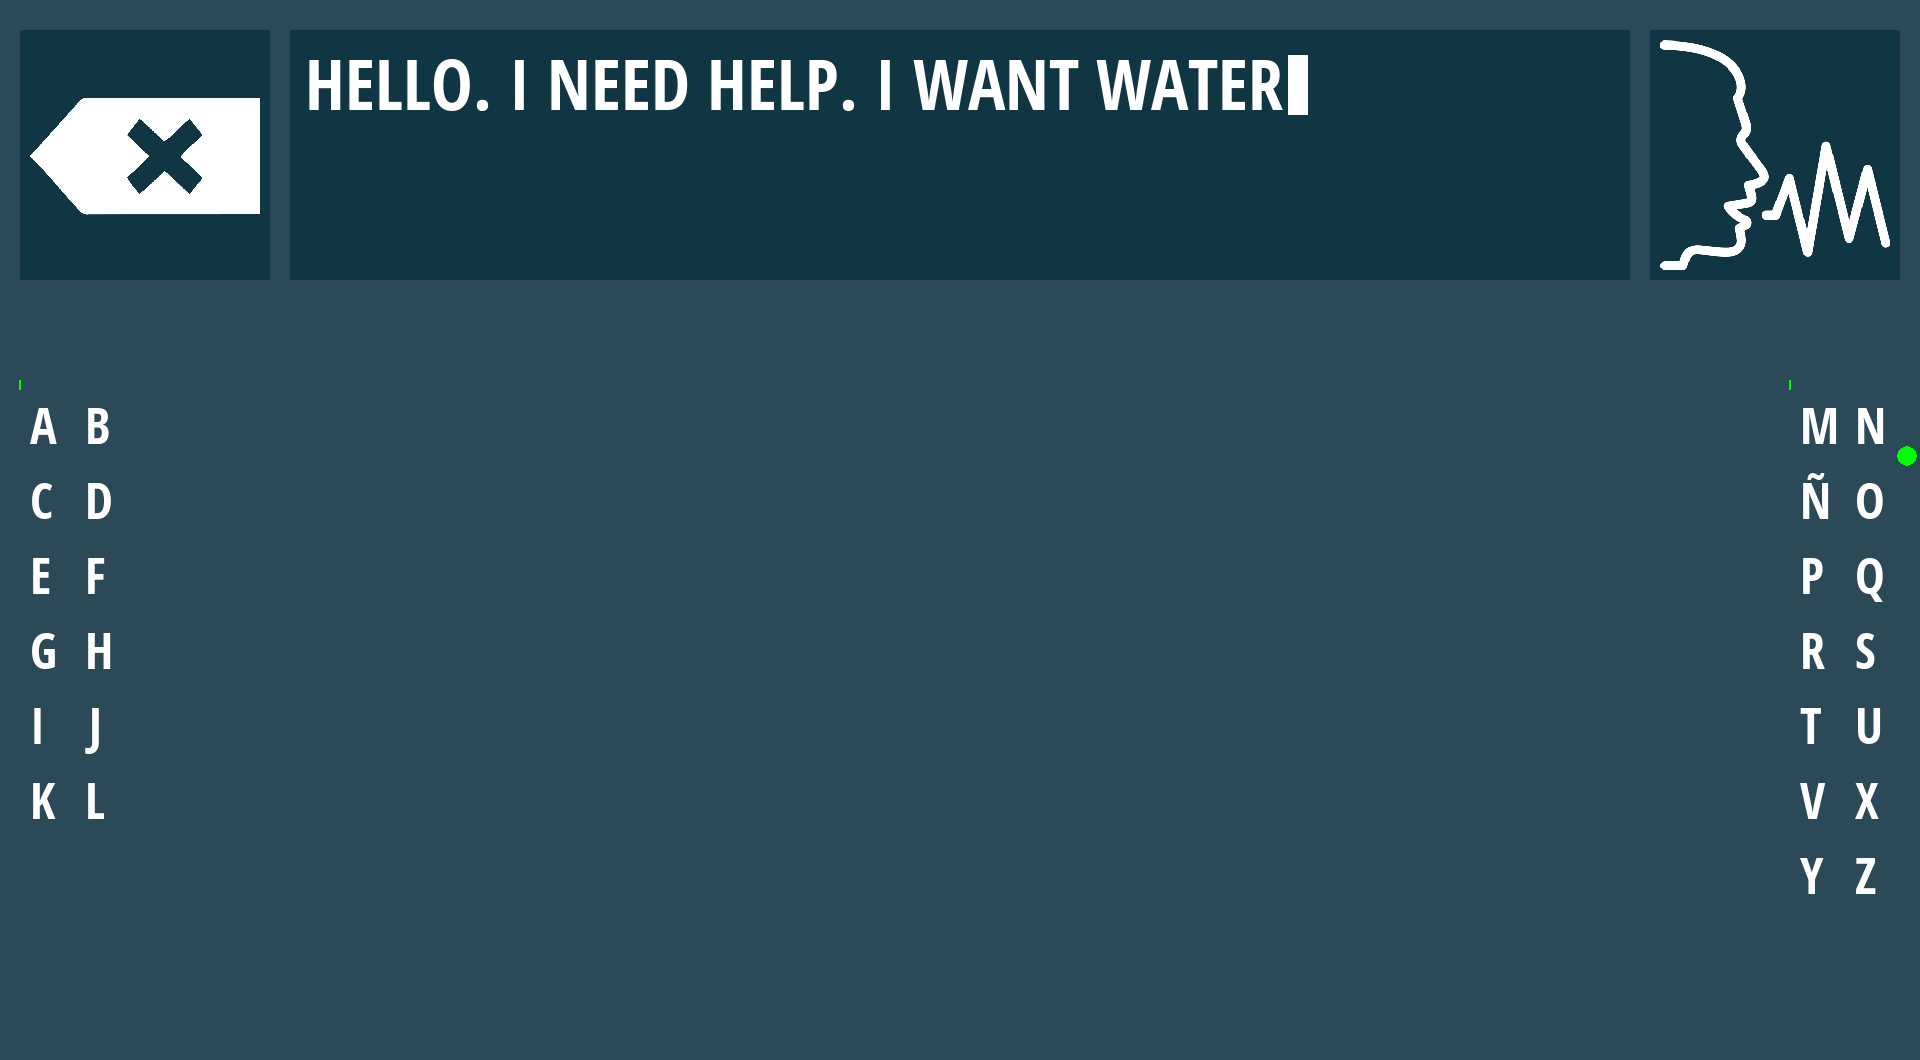 HELLO. I NEED HELP. I WANT WATER
A B
C D
E F
G H
I J
K L
M N
Ñ O
P Q
R S
T U
V X
Y Z